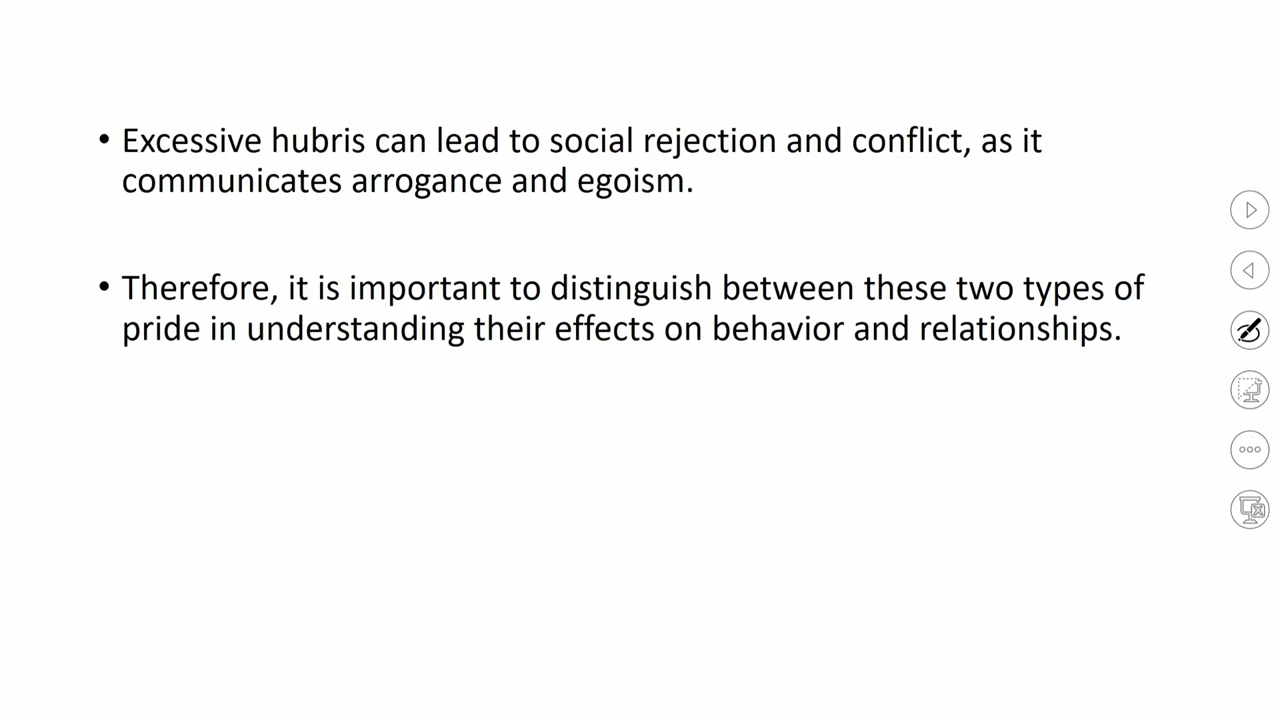 • Excessive hubris can lead to social rejection and conflict, as it
communicates arrogance and egoism.
• Therefore, it is important to distinguish between these two types of
pride in understanding their effects on behavior and relationships.